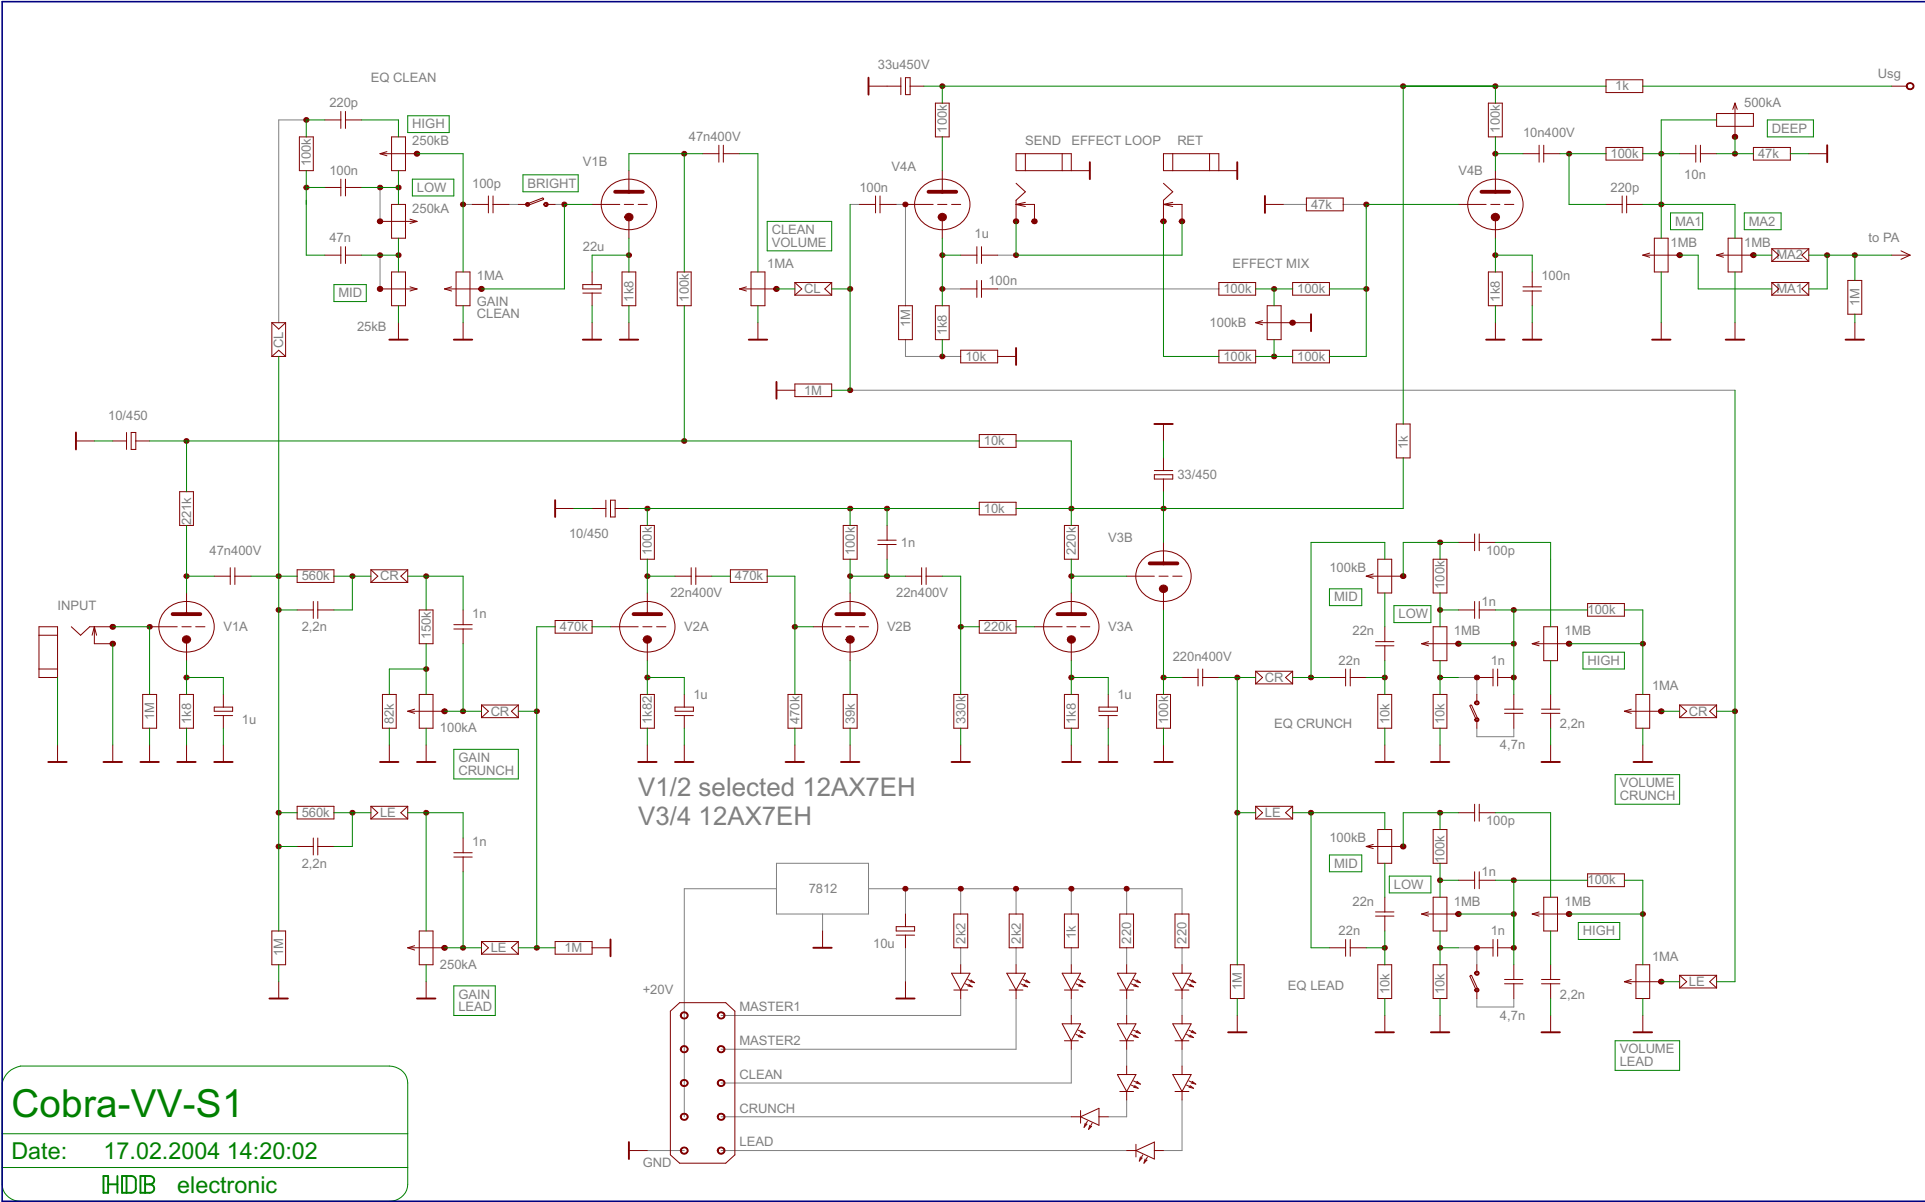 EQ CLEAN
220p
HIGH
250kB
100k
100n
LOW
250kA
47n
MID
25kB
CL
100p
BRIGHT
1MA
GAIN
CLEAN
V1B
22u
1k8
47n400V
100k
CLEAN
VOLUME
1MA
CL
33u450V
100k
V4A
100n
1M
1k8
10k
1M
SEND EFFECT LOOP RET
1u
100n
EFFECT MIX
47k
100k
100k
100kB
100k
100k
100k
V4B
1k8
100n
10n400V
1k
Usg
500kA
DEEP
100k
10n
47k
220p
MA1
1MB
MA2
1MB
MA2
MA1
to PA
1M
10/450
221k
47n400V
INPUT
V1A
1M
1k8
1u
560k
2,2n
CR
150k
1n
82k
100kA
CR
GAIN
CRUNCH
560k
2,2n
LE
1n
1M
250kA
LE
1M
GAIN
LEAD
10k
10k
1k
10/450
100k
22n400V
470k
470k
V2A
1k82
1u
470k
100k
1n
22n400V
V2B
39k
330k
220k
220k
V3A
1k8
1u
33/450
V3B
100k
220n400V
CR
22n
22n
100kB
MID
10k
EQ CRUNCH
100k
100p
1n
LOW
1MB
1n
10k
4,7n
1MB
HIGH
100k
2,2n
1MA
CR
VOLUME
CRUNCH
V1/2 selected 12AX7EH
V3/4 12AX7EH
LE
1M
22n
22n
100kB
MID
10k
EQ LEAD
100k
100p
1n
LOW
1MB
1n
10k
4,7n
1MB
HIGH
100k
2,2n
1MA
LE
VOLUME
LEAD
7812
10u
2k2
2k2
1k
220
220
+20V
MASTER1
MASTER2
CLEAN
CRUNCH
LEAD
GND
Cobra-VV-S1
Date: 17.02.2004 14:20:02
HDB electronic